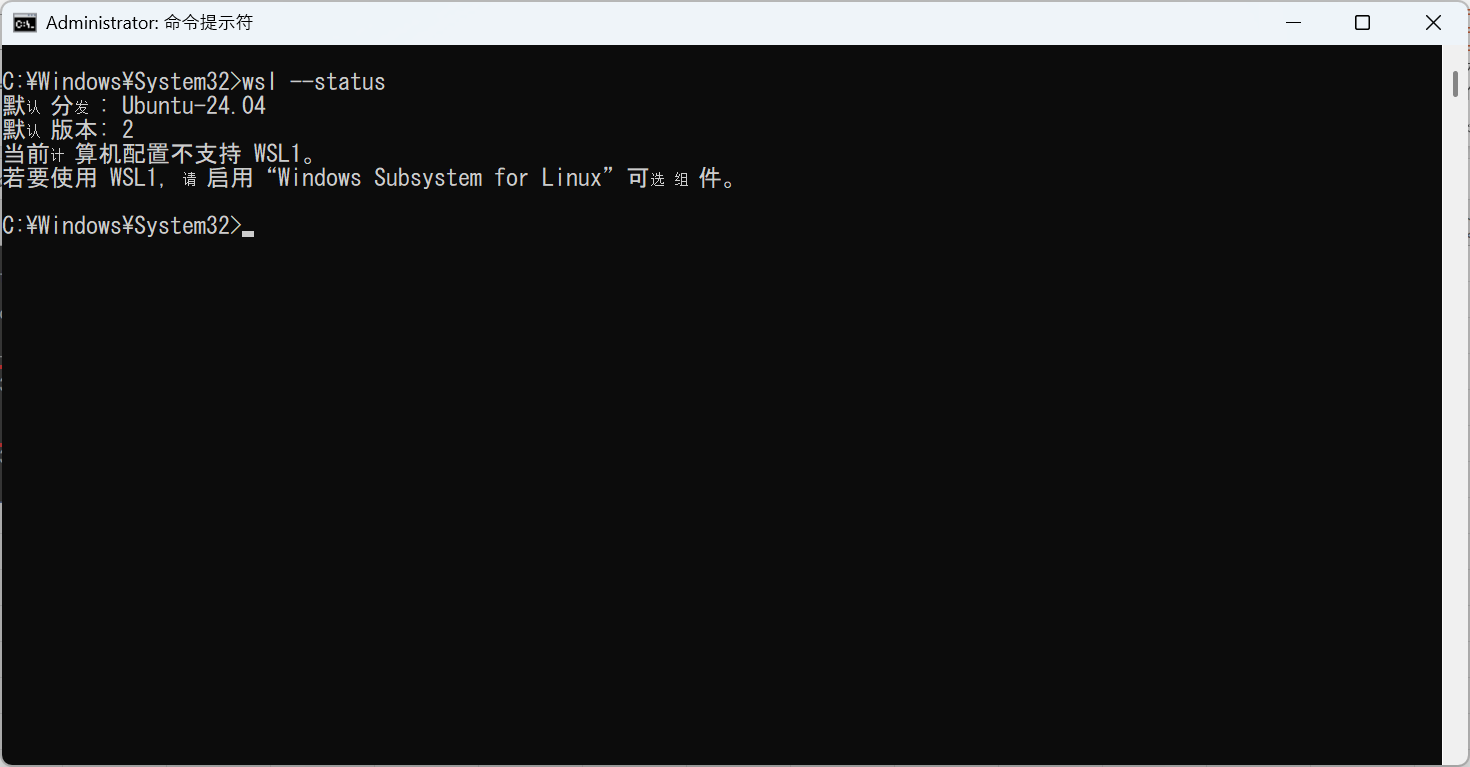 Administrator: 命令提示符
C:¥Windows¥System32>wsl --status
默认分发: Ubuntu-24.04
默认版本: 2
当前计算机配置不支持 WSL1。
若要使用 WSL1, 请启用“Windows Subsystem for Linux”可选组件。
C:¥Windows¥System32>